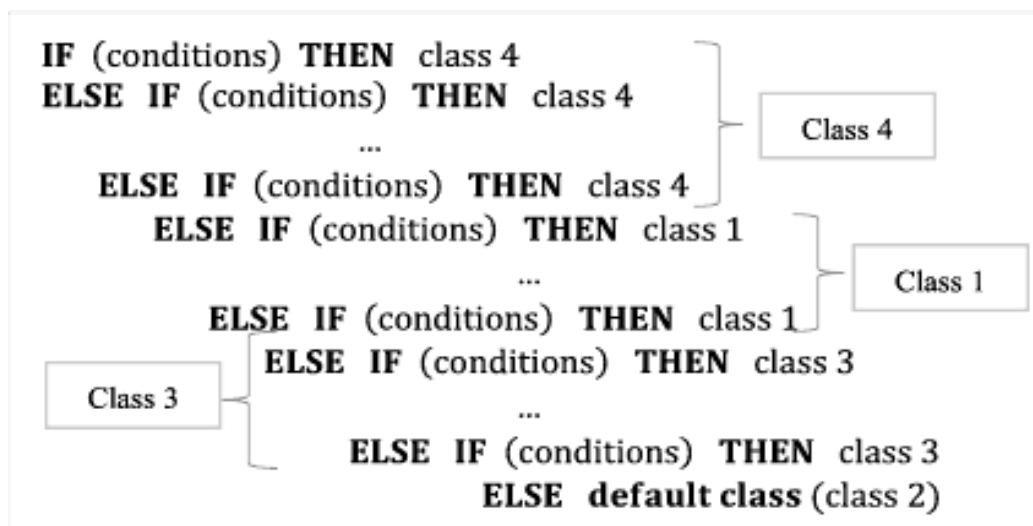 IF (conditions) THEN class 4
ELSE IF (conditions) THEN class 4
...
ELSE IF (conditions) THEN class 4
Class 4
ELSE IF (conditions) THEN class 1
...
ELSE IF (conditions) THEN class 1
Class 1
ELSE IF (conditions) THEN class 3
...
ELSE IF (conditions) THEN class 3
Class 3
ELSE default class (class 2)